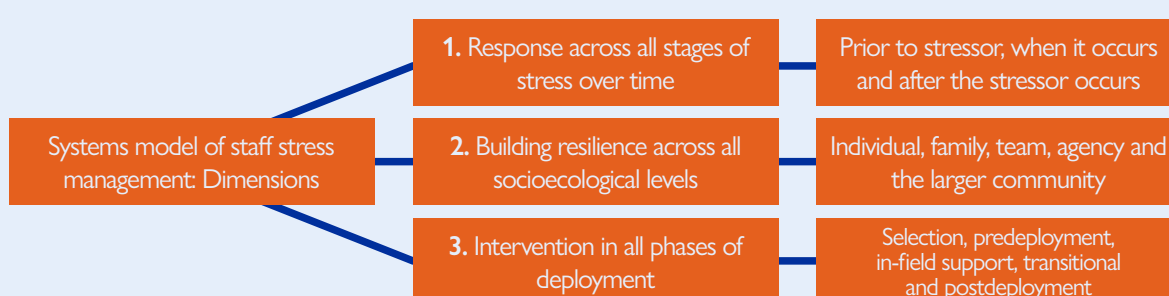 Systems model of staff stress
management: Dimensions
1. Response across all stages of
stress over time
Prior to stressor, when it occurs
and after the stressor occurs
2. Building resilience across all
socioecological levels
Individual, family, team, agency and
the larger community
3. Intervention in all phases of
deployment
Selection, predeployment,
in-field support, transitional
and postdeployment